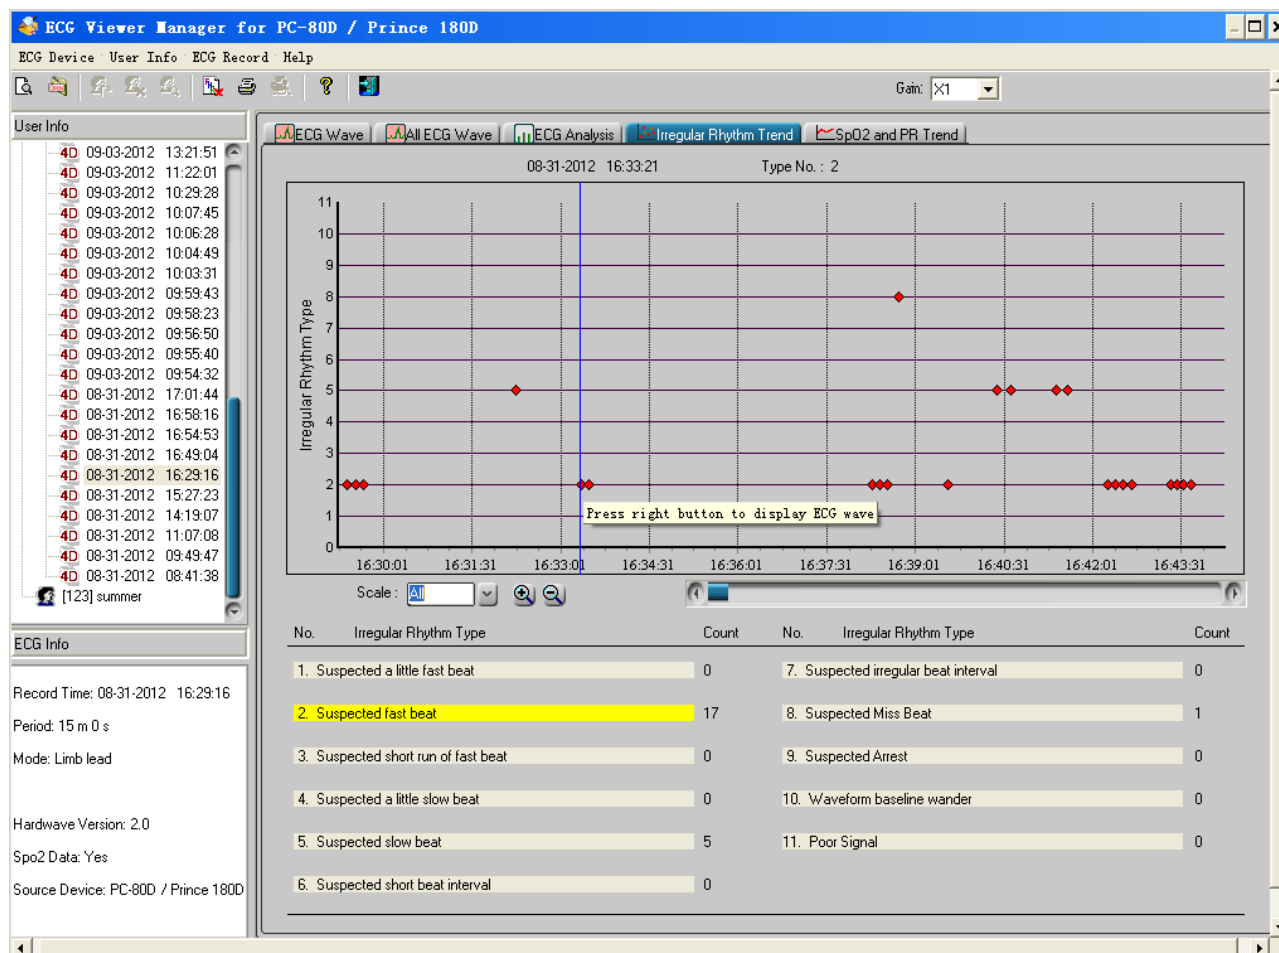 ECG Viewer Manager for PC-80D / Prince 180D
ECG Device User Info ECG Record Help
Gain: X1
User Info
4D 09-03-2012 13:21:51
4D 09-03-2012 11:22:01
4D 09-03-2012 10:29:28
4D 09-03-2012 10:07:45
4D 09-03-2012 10:06:28
4D 09-03-2012 10:04:49
4D 09-03-2012 10:03:31
4D 09-03-2012 09:59:43
4D 09-03-2012 09:58:23
4D 09-03-2012 09:56:50
4D 09-03-2012 09:55:40
4D 09-03-2012 09:54:32
4D 08-31-2012 17:01:44
4D 08-31-2012 16:58:16
4D 08-31-2012 16:54:53
4D 08-31-2012 16:49:04
4D 08-31-2012 16:29:16
4D 08-31-2012 15:27:23
4D 08-31-2012 14:19:07
4D 08-31-2012 11:07:08
4D 08-31-2012 09:49:47
4D 08-31-2012 08:41:38
[123] summer
ECG Info
Record Time: 08-31-2012 16:29:16
Period: 15 m 0 s
Mode: Limb lead
Hardwave Version: 2.0
Spo2 Data: Yes
Source Device: PC-80D / Prince 180D
ECG Wave All ECG Wave ECG Analysis Irregular Rhythm Trend SpO2 and PR Trend
08-31-2012 16:33:21 Type No. : 2
Irregular Rhythm Type
11
10
9
8
7
6
5
4
3
2
1
0
Press right button to display ECG wave
16:30:01 16:31:31 16:33:01 16:34:31 16:36:01 16:37:31 16:39:01 16:40:31 16:42:01 16:43:31
Scale : All
No. Irregular Rhythm Type Count No. Irregular Rhythm Type Count
1. Suspected a little fast beat 0 7. Suspected irregular beat interval 0
2. Suspected fast beat 17 8. Suspected Miss Beat 1
3. Suspected short run of fast beat 0 9. Suspected Arrest 0
4. Suspected a little slow beat 0 10. Waveform baseline wander 0
5. Suspected slow beat 5 11. Poor Signal 0
6. Suspected short beat interval 0